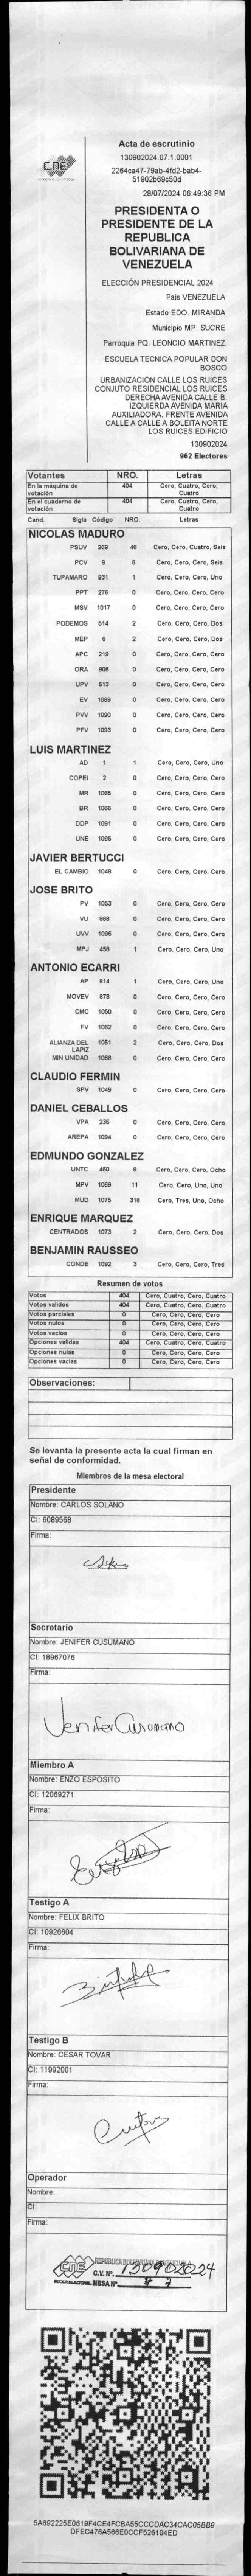 CNE
Acta de escrutinio
130902024.07.1.0001
2264ca47-79ab-4fd2-bab4-
51902b69c50d
28/07/2024 06:49:36 PM
PRESIDENTA O
PRESIDENTE DE LA
REPUBLICA
BOLIVARIANA DE
VENEZUELA
ELECCIÓN PRESIDENCIAL 2024
País VENEZUELA
Estado EDO. MIRANDA
Municipio MP. SUCRE
Parroquia PQ. LEONCIO MARTINEZ
ESCUELA TECNICA POPULAR DON
BOSCO
URBANIZACION CALLE LOS RUICES
CONJUTO RESIDENCIAL LOS RUICES
DERECHA AVENIDA CALLE B.
IZQUIERDA AVENIDA MARIA
AUXILIADORA. FRENTE AVENIDA
CALLE A CALLE A BOLEITA NORTE
LOS RUICES EDIFICIO
130902024
962 Electores
Votantes NRO. Letras
En la máquina de votación 404 Cero, Cuatro, Cero, Cuatro
En el cuaderno de votación 404 Cero, Cuatro, Cero, Cuatro
Cand. Sigla Código NRO. Letras
NICOLAS MADURO
PSUV 269 46 Cero, Cero, Cuatro, Seis
PCV 9 6 Cero, Cero, Cero, Seis
TUPAMARO 931 1 Cero, Cero, Cero, Uno
PPT 276 0 Cero, Cero, Cero, Cero
MSV 1017 0 Cero, Cero, Cero, Cero
PODEMOS 514 2 Cero, Cero, Cero, Dos
MEP 6 2 Cero, Cero, Cero, Dos
APC 219 0 Cero, Cero, Cero, Cero
ORA 906 0 Cero, Cero, Cero, Cero
UPV 613 0 Cero, Cero, Cero, Cero
EV 1089 0 Cero, Cero, Cero, Cero
PVV 1090 0 Cero, Cero, Cero, Cero
PFV 1093 0 Cero, Cero, Cero, Cero
LUIS MARTINEZ
AD 1 1 Cero, Cero, Cero, Uno
COPEI 2 0 Cero, Cero, Cero, Cero
MR 1065 0 Cero, Cero, Cero, Cero
BR 1066 0 Cero, Cero, Cero, Cero
DDP 1091 0 Cero, Cero, Cero, Cero
UNE 1095 0 Cero, Cero, Cero, Cero
JAVIER BERTUCCI
EL CAMBIO 1048 0 Cero, Cero, Cero, Cero
JOSE BRITO
PV 1053 0 Cero, Cero, Cero, Cero
VU 968 0 Cero, Cero, Cero, Cero
UVV 1096 0 Cero, Cero, Cero, Cero
MPJ 458 1 Cero, Cero, Cero, Uno
ANTONIO ECARRI
AP 914 1 Cero, Cero, Cero, Uno
MOVEV 678 0 Cero, Cero, Cero, Cero
CMC 1050 0 Cero, Cero, Cero, Cero
FV 1062 0 Cero, Cero, Cero, Cero
ALIANZA DEL LAPIZ 1051 2 Cero, Cero, Cero, Dos
MIN UNIDAD 1068 0 Cero, Cero, Cero, Cero
CLAUDIO FERMIN
SPV 1049 0 Cero, Cero, Cero, Cero
DANIEL CEBALLOS
VPA 236 0 Cero, Cero, Cero, Cero
AREPA 1094 0 Cero, Cero, Cero, Cero
EDMUNDO GONZALEZ
UNTC 460 8 Cero, Cero, Cero, Ocho
MPV 1069 11 Cero, Cero, Uno, Uno
MUD 1075 318 Cero, Tres, Uno, Ocho
ENRIQUE MARQUEZ
CENTRADOS 1073 2 Cero, Cero, Cero, Dos
BENJAMIN RAUSSEO
CONDE 1092 3 Cero, Cero, Cero, Tres
Resumen de votos
Votos 404 Cero, Cuatro, Cero, Cuatro
Votos validos 404 Cero, Cuatro, Cero, Cuatro
Votos parciales 0 Cero, Cero, Cero, Cero
Votos nulos 0 Cero, Cero, Cero, Cero
Votos vacios 0 Cero, Cero, Cero, Cero
Opciones validas 404 Cero, Cuatro, Cero, Cuatro
Opciones nulas 0 Cero, Cero, Cero, Cero
Opciones vacias 0 Cero, Cero, Cero, Cero
Observaciones:
Se levanta la presente acta la cual firman en
señal de conformidad.
Miembros de la mesa electoral
Presidente
Nombre: CARLOS SOLANO
CI: 6089568
Firma:
Secretario
Nombre: JENIFER CUSUMANO
CI: 18967076
Firma:
Jenifer Cusumano
Miembro A
Nombre: ENZO ESPOSITO
CI: 12069271
Firma:
Testigo A
Nombre: FELIX BRITO
CI: 10926604
Firma:
Testigo B
Nombre: CESAR TOVAR
CI: 11992001
Firma:
Operador
Nombre:
CI:
Firma:
CNE REPUBLICA BOLIVARIANA
C.V. Nº. 130902024
PODER ELECTORAL MESA Nº.
5A692225E0619F4CE4FCBA55CCCDAC34CAC05BB9
DFEC476A566E0CCF526104ED